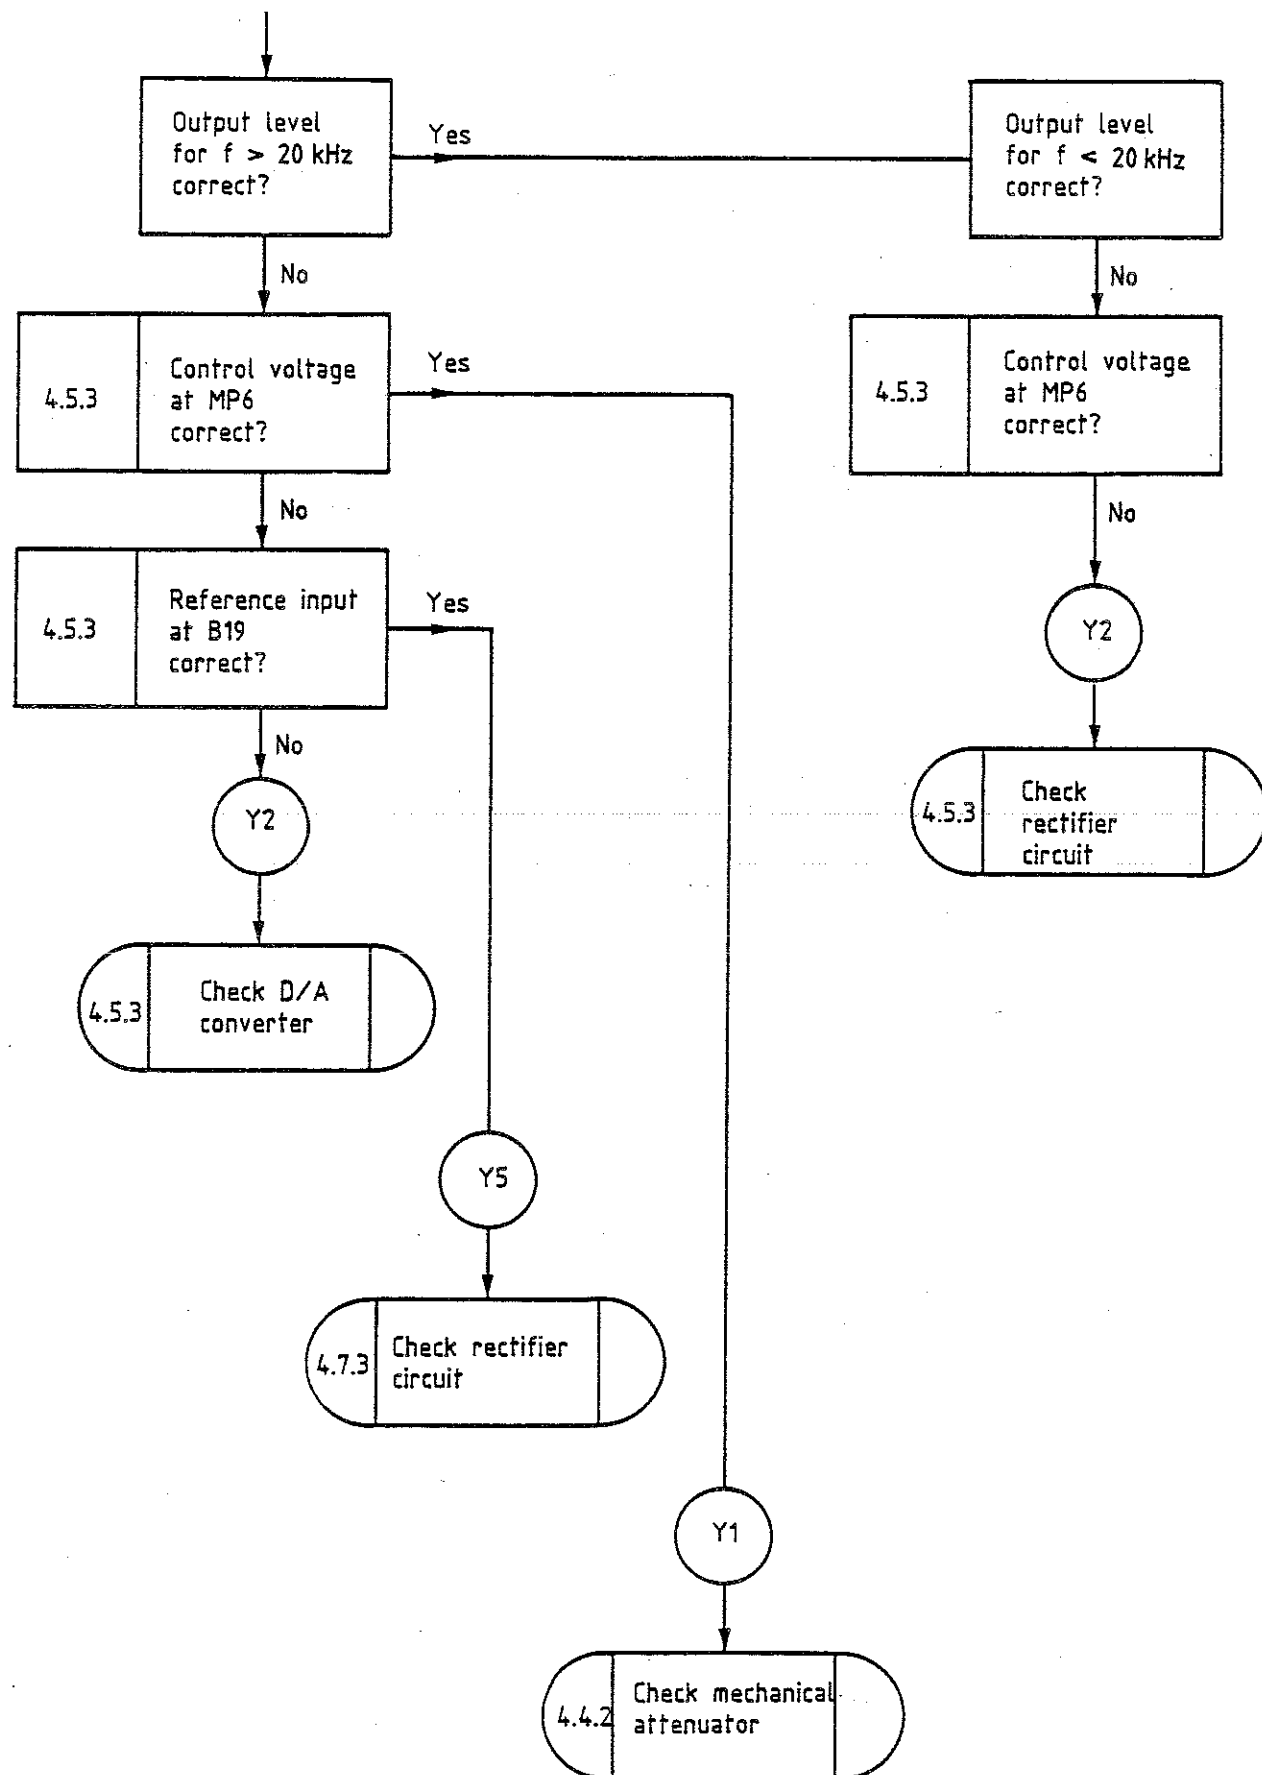 Output level
for f > 20 kHz
correct?
Yes
Output level
for f < 20 kHz
correct?
No
No
4.5.3
Control voltage
at MP6
correct?
Yes
4.5.3
Control voltage
at MP6
correct?
No
No
4.5.3
Reference input
at B19
correct?
Yes
Y2
No
Y2
4.5.3
Check
rectifier
circuit
4.5.3
Check D/A
converter
Y5
4.7.3
Check rectifier
circuit
Y1
4.4.2
Check mechanical
attenuator